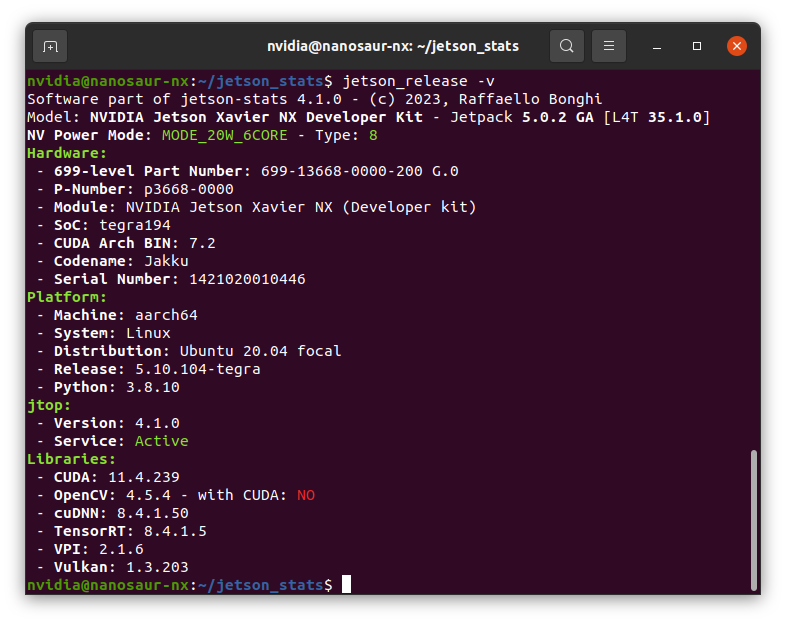 nvidia@nanosaur-nx: ~/jetson_stats
nvidia@nanosaur-nx:~/jetson_stats$ jetson_release -v
Software part of jetson-stats 4.1.0 - (c) 2023, Raffaello Bonghi
Model: NVIDIA Jetson Xavier NX Developer Kit - Jetpack 5.0.2 GA [L4T 35.1.0]
NV Power Mode: MODE_20W_6CORE - Type: 8
Hardware:
 - 699-level Part Number: 699-13668-0000-200 G.0
 - P-Number: p3668-0000
 - Module: NVIDIA Jetson Xavier NX (Developer kit)
 - SoC: tegra194
 - CUDA Arch BIN: 7.2
 - Codename: Jakku
 - Serial Number: 1421020010446
Platform:
 - Machine: aarch64
 - System: Linux
 - Distribution: Ubuntu 20.04 focal
 - Release: 5.10.104-tegra
 - Python: 3.8.10
jtop:
 - Version: 4.1.0
 - Service: Active
Libraries:
 - CUDA: 11.4.239
 - OpenCV: 4.5.4 - with CUDA: NO
 - cuDNN: 8.4.1.50
 - TensorRT: 8.4.1.5
 - VPI: 2.1.6
 - Vulkan: 1.3.203
nvidia@nanosaur-nx:~/jetson_stats$